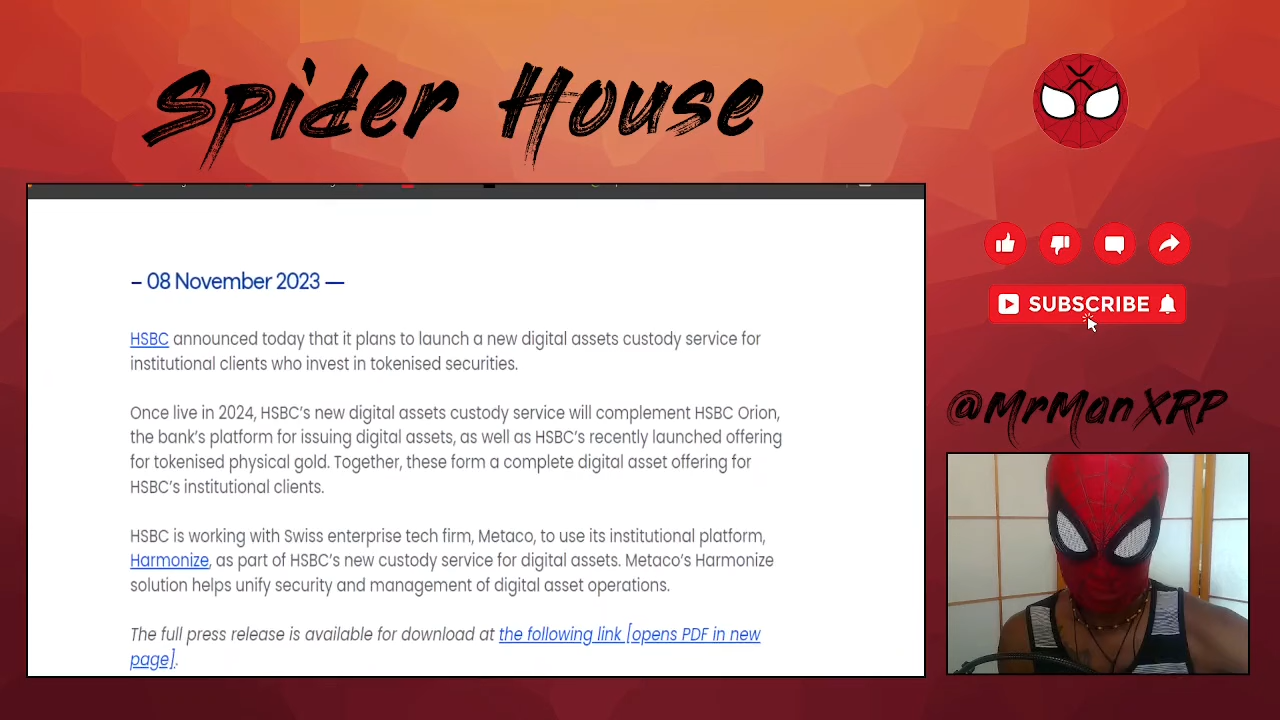 Spider House
– 08 November 2023 —
HSBC announced today that it plans to launch a new digital assets custody service for
institutional clients who invest in tokenised securities.
Once live in 2024, HSBC’s new digital assets custody service will complement HSBC Orion,
the bank’s platform for issuing digital assets, as well as HSBC’s recently launched offering
for tokenised physical gold. Together, these form a complete digital asset offering for
HSBC’s institutional clients.
HSBC is working with Swiss enterprise tech firm, Metaco, to use its institutional platform,
Harmonize, as part of HSBC’s new custody service for digital assets. Metaco’s Harmonize
solution helps unify security and management of digital asset operations.
The full press release is available for download at the following link [opens PDF in new
page].
SUBSCRIBE
@MrManXRP